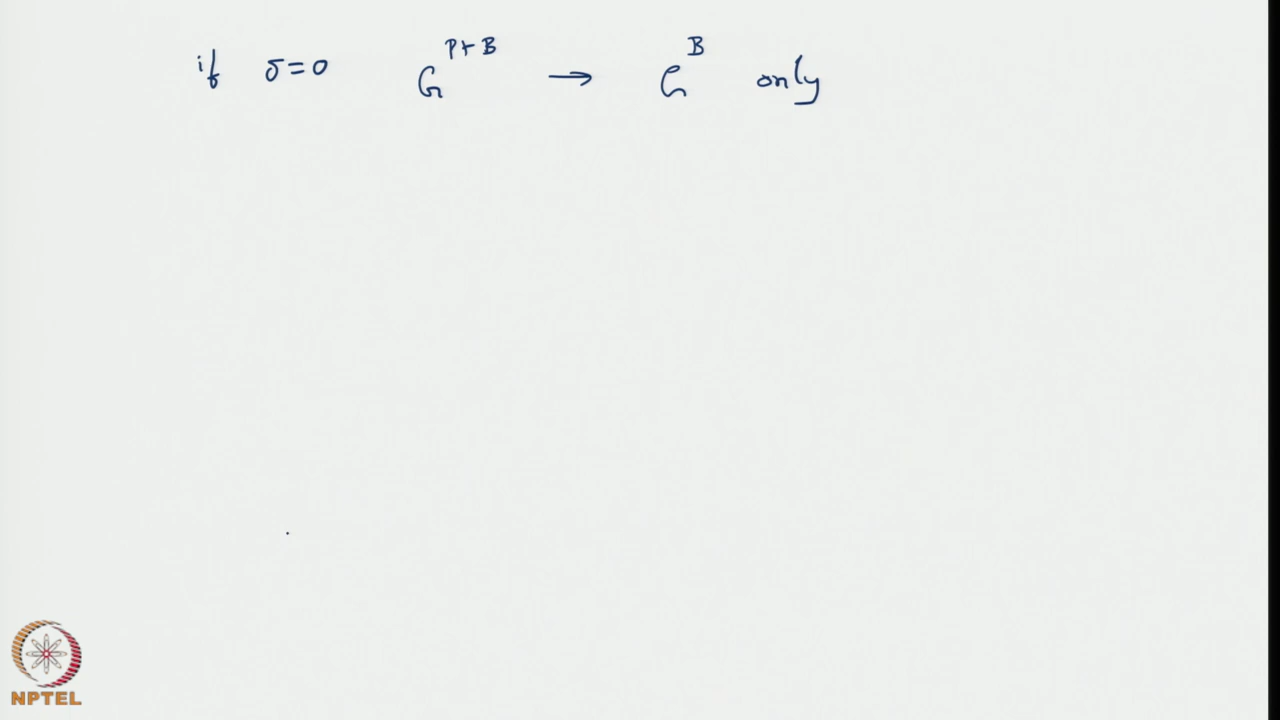 if δ=0 G^{P+B} → G^{B} only
NPTEL